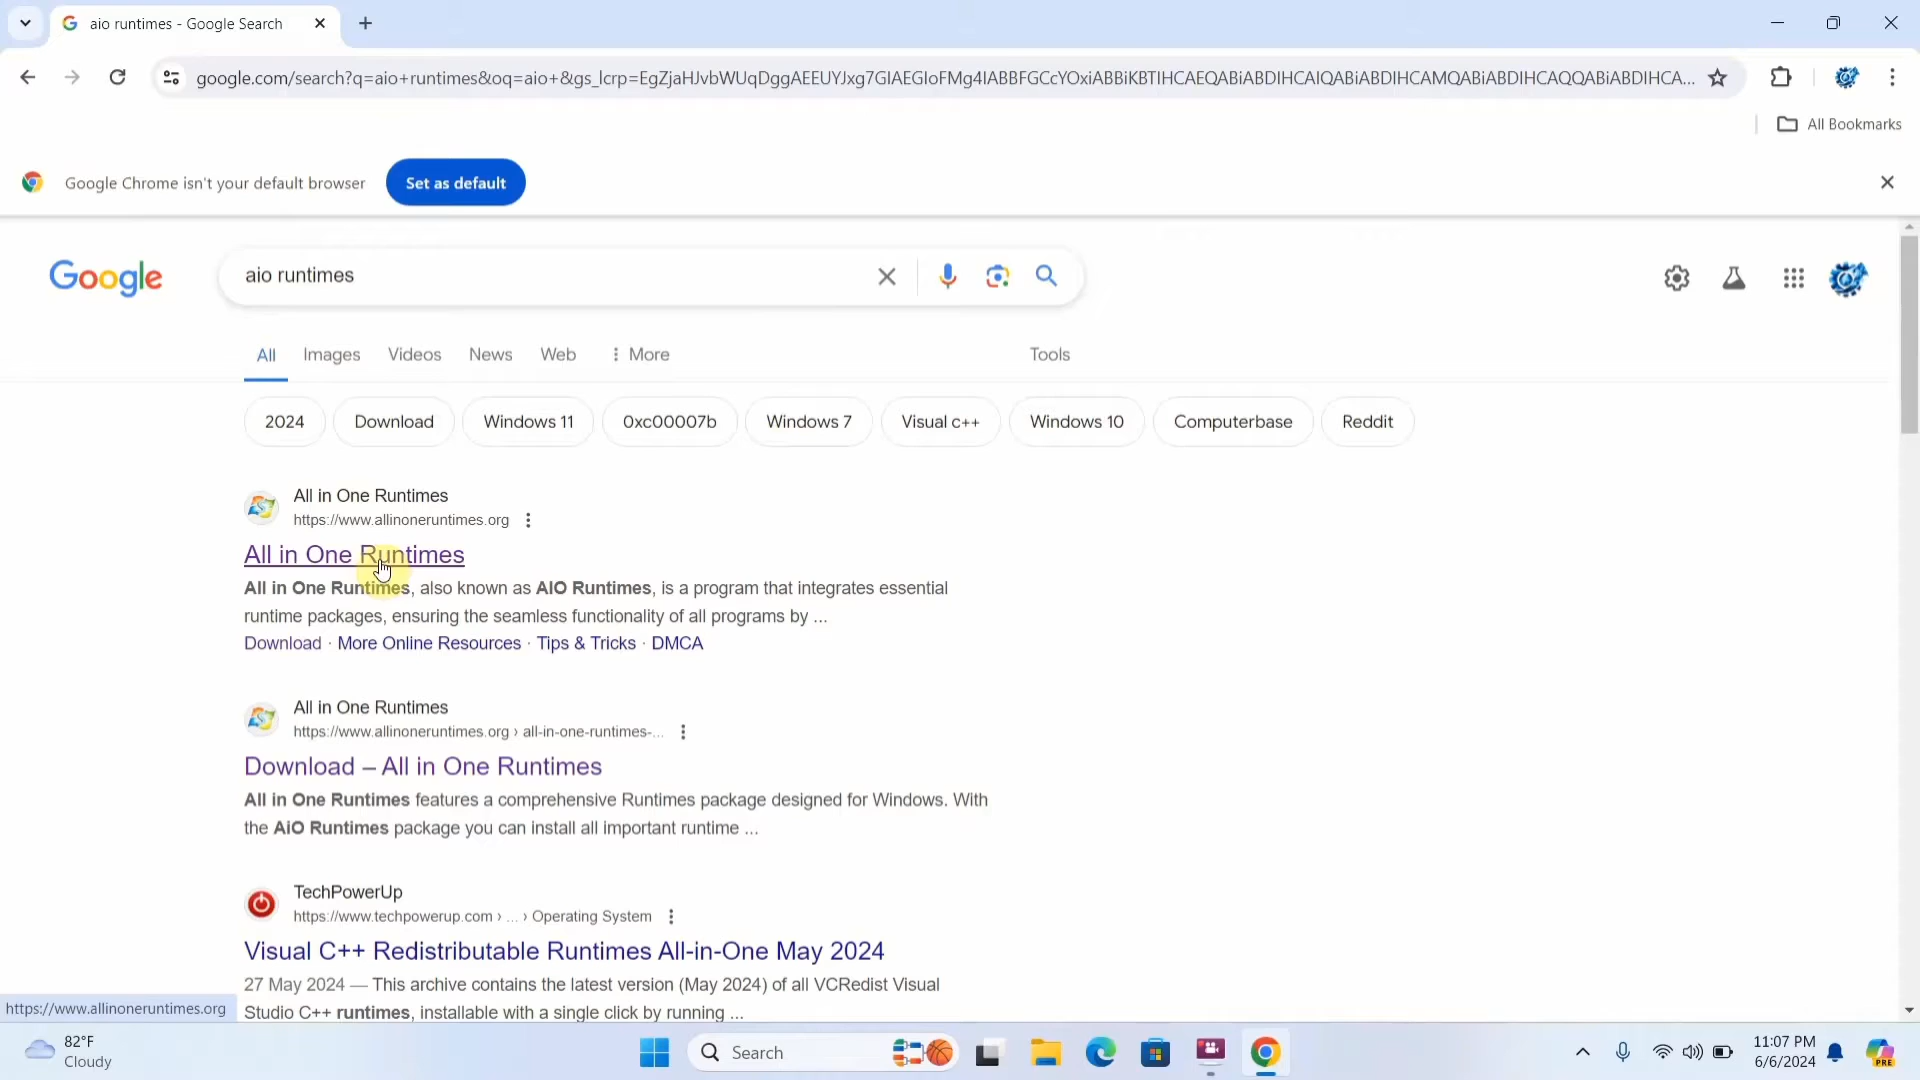 aio runtimes - Google Search
google.com/search?q=aio+runtimes&oq=aio+&gs_lcrp=
All Bookmarks
Google Chrome isn't your default browser
Set as default
Google
aio runtimes
All
Images
Videos
News
Web
More
Tools
2024
Download
Windows 11
0xc00007b
Windows 7
Visual c++
Windows 10
Computerbase
Reddit
All in One Runtimes
https://www.allinoneruntimes.org
All in One Runtimes
All in One Runtimes, also known as AIO Runtimes, is a program that integrates essential
runtime packages, ensuring the seamless functionality of all programs by ...
Download · More Online Resources · Tips & Tricks · DMCA
All in One Runtimes
https://www.allinoneruntimes.org › all-in-one-runtimes-...
Download – All in One Runtimes
All in One Runtimes features a comprehensive Runtimes package designed for Windows. With
the AiO Runtimes package you can install all important runtime ...
TechPowerUp
https://www.techpowerup.com › ... › Operating System
Visual C++ Redistributable Runtimes All-in-One May 2024
27 May 2024 — This archive contains the latest version (May 2024) of all VCRedist Visual
Studio C++ runtimes, installable with a single click by running ...
https://www.allinoneruntimes.org
82°F
Cloudy
Search
11:07 PM
6/6/2024
PRE